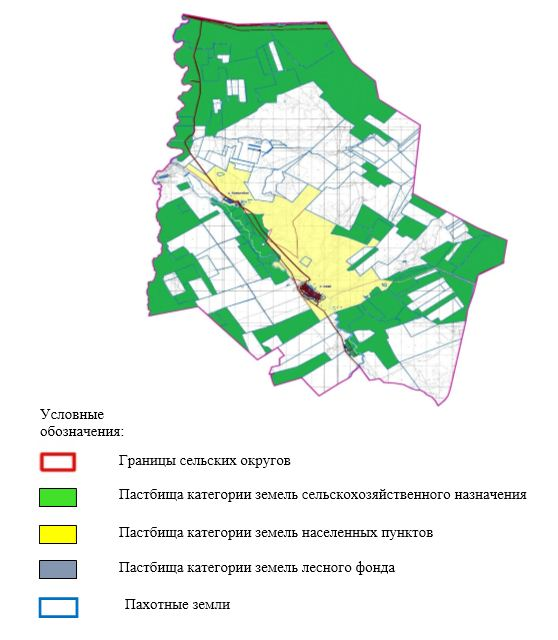 Условные
обозначения:
Границы сельских округов
Пастбища категории земель сельскохозяйственного назначения
Пастбища категории земель населенных пунктов
Пастбища категории земель лесного фонда
Пахотные земли